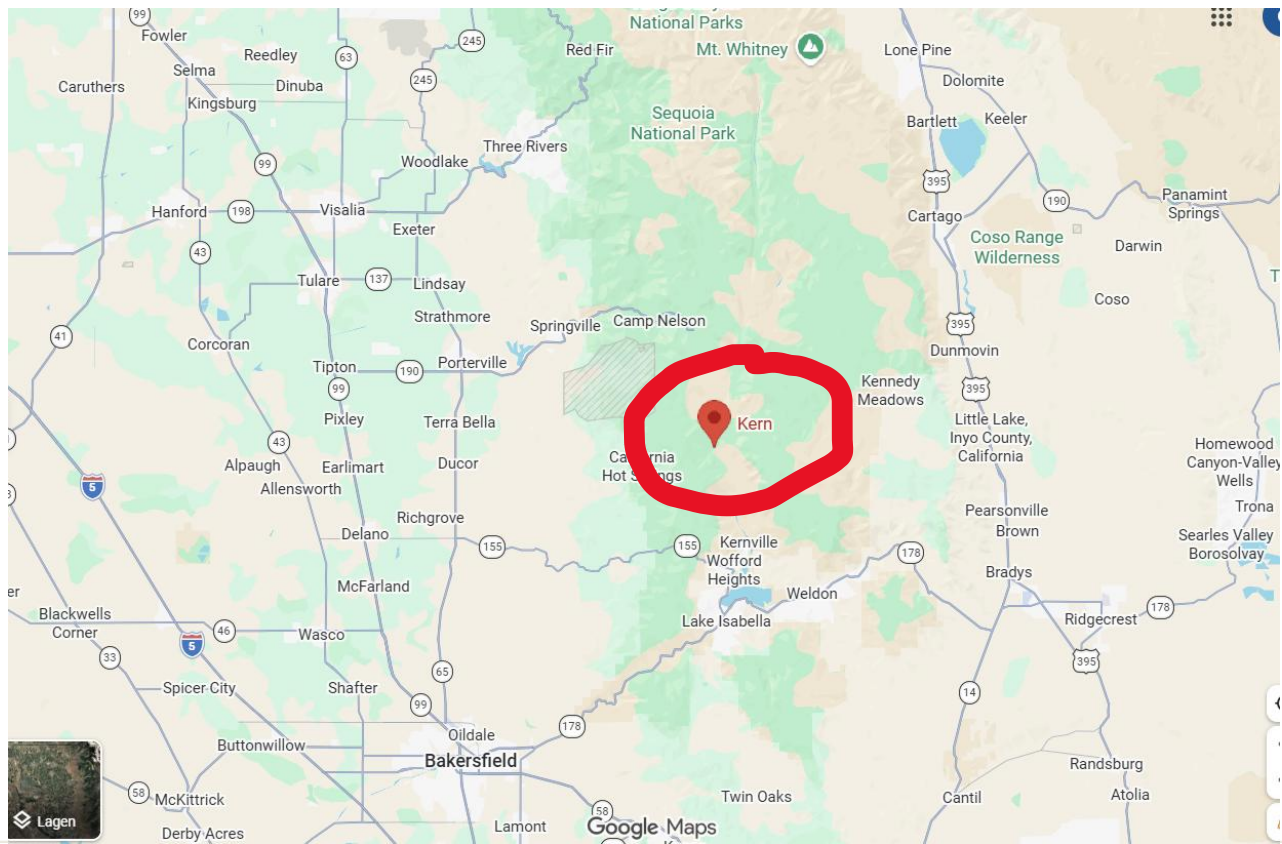 99
Fowler
Reedley
63
245
Red Fir
National Parks
Mt. Whitney
Lone Pine
Caruthers
Selma
Dinuba
Kingsburg
245
Dolomite
Sequoia
National Park
Bartlett
Keeler
99
Woodlake
Three Rivers
395
190
Panamint
Springs
Hanford
198
Visalia
Exeter
Cartago
43
Coso Range
Wilderness
Darwin
Tulare
137
Lindsay
Coso
Strathmore
Springville
Camp Nelson
395
41
Corcoran
Dunmovin
Tipton
190
Porterville
99
Kennedy
Meadows
395
Pixley
Terra Bella
Kern
Little Lake,
Inyo County,
California
43
Alpaugh
Earlimart
Ducor
Hot
Homewood
Canyon-Valley
Wells
5
Allensworth
Trona
Richgrove
Pearsonville
Brown
Delano
155
155
Kernville
Wofford
Heights
178
Searles Valley
Borosolvay
McFarland
Weldon
Bradys
Blackwells
Corner
46
5
Wasco
Lake Isabella
Ridgecrest
178
33
395
65
Spicer City
Shafter
99
14
178
Oildale
Buttonwillow
Bakersfield
Randsburg
58
McKittrick
Twin Oaks
Cantil
Atolia
Lagen
58
Derby Acres
Lamont
Google Maps